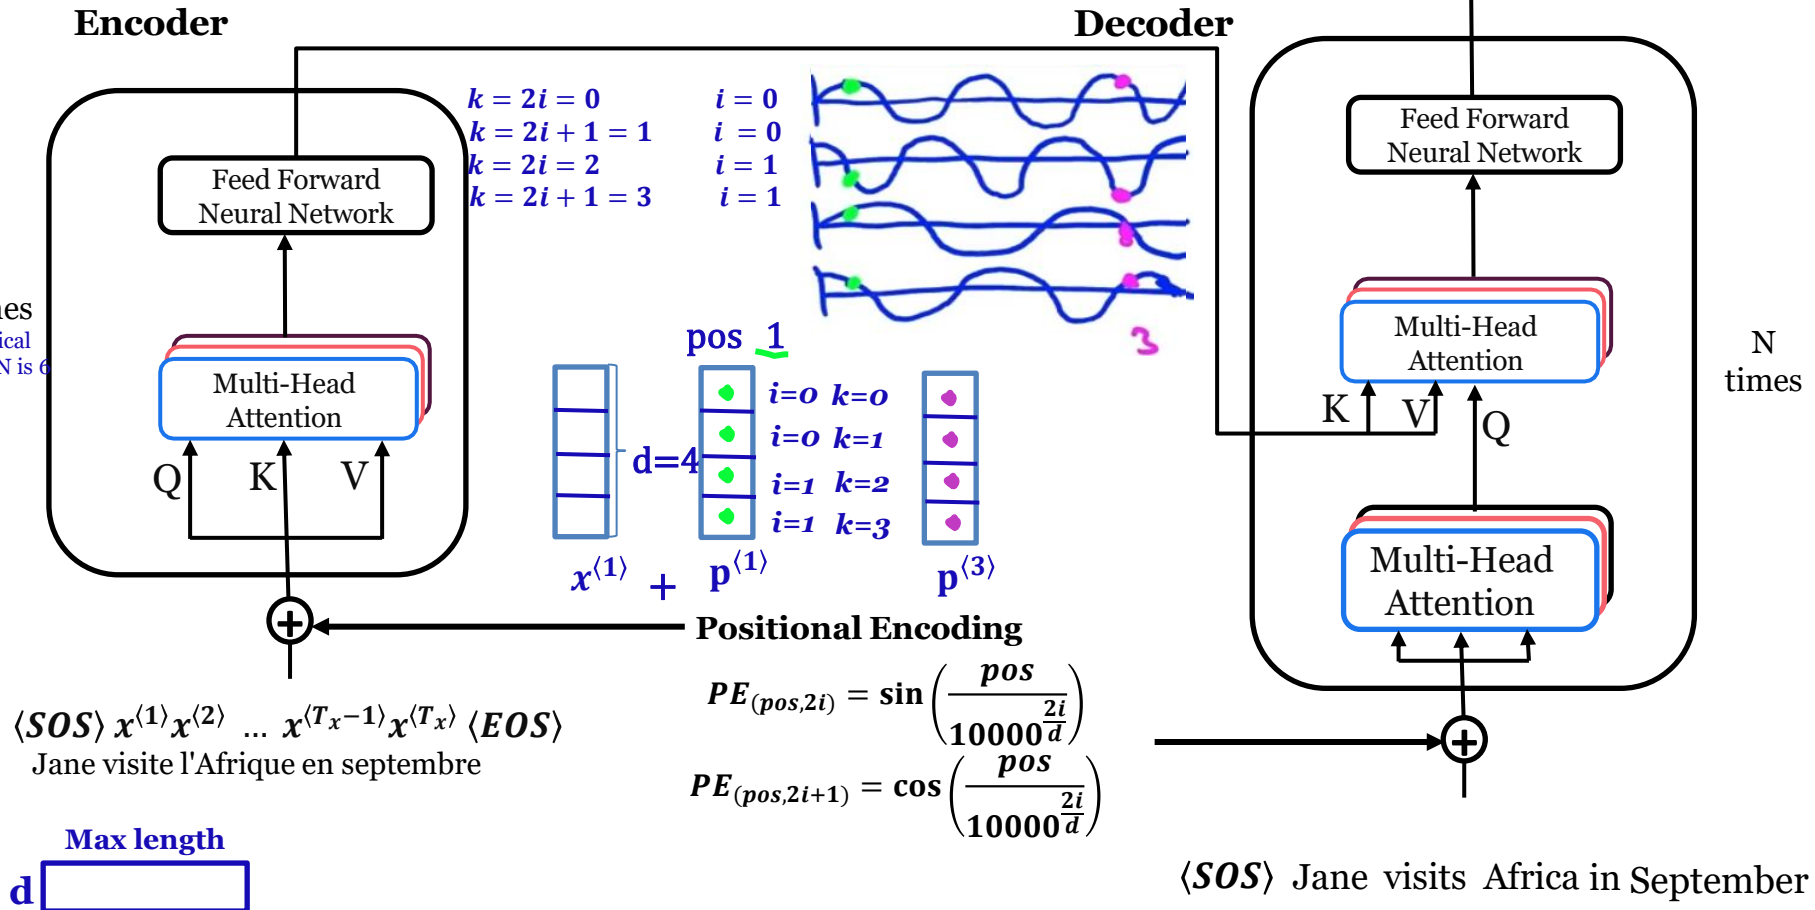 Encoder
Decoder
k = 2i = 0 i = 0
k = 2i + 1 = 1 i = 0
k = 2i = 2 i = 1
k = 2i + 1 = 3 i = 1
Feed Forward
Neural Network
Feed Forward
Neural Network
N is 6
Multi-Head
Attention
Q K V
pos 1
3
d=4
i=0 k=0
i=0 k=1
i=1 k=2
i=1 k=3
x⟨1⟩ + p⟨1⟩
p⟨3⟩
Multi-Head
Attention
K V Q
N
times
Multi-Head
Attention
+
Positional Encoding
PE(pos,2i) = sin(pos / 10000^(2i/d))
PE(pos,2i+1) = cos(pos / 10000^(2i/d))
+
⟨SOS⟩ x⟨1⟩x⟨2⟩ … x⟨Tx−1⟩x⟨Tx⟩ ⟨EOS⟩
Jane visite l'Afrique en septembre
Max length
d
⟨SOS⟩ Jane visits Africa in September